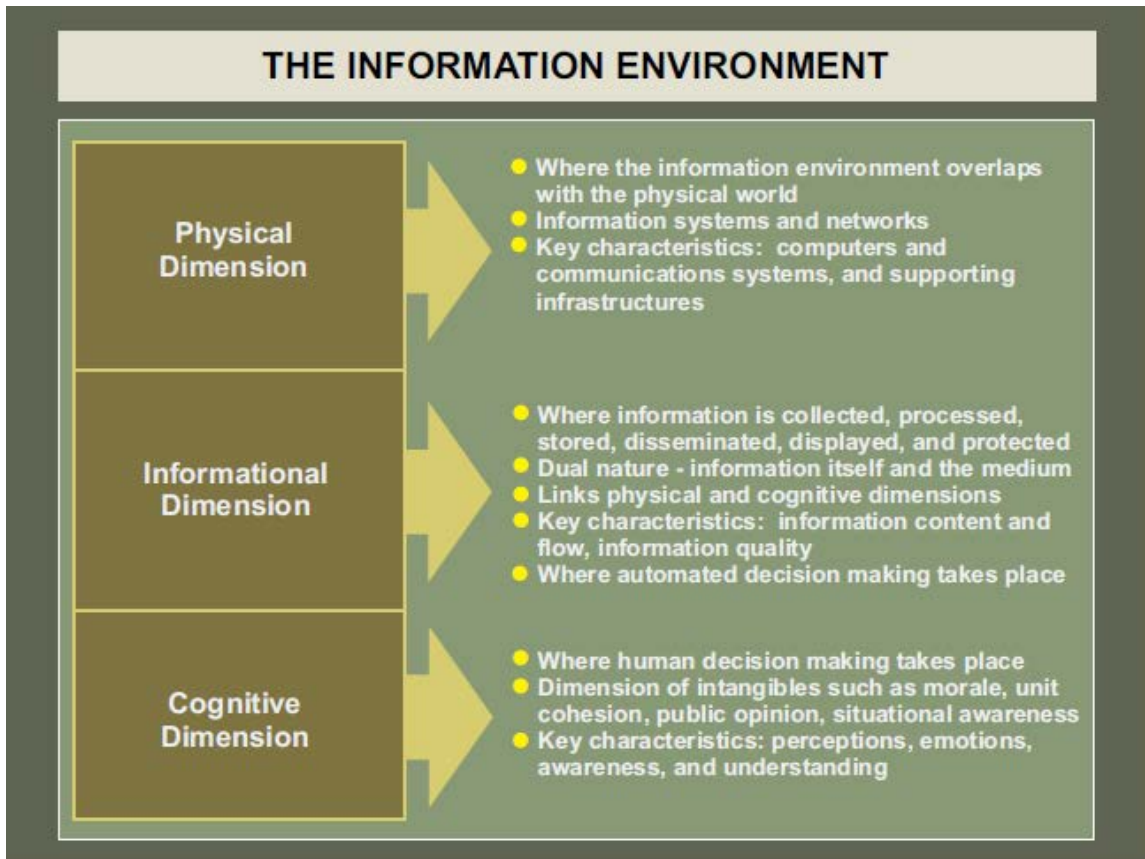 THE INFORMATION ENVIRONMENT
Physical
Dimension
● Where the information environment overlaps
with the physical world
● Information systems and networks
● Key characteristics: computers and
communications systems, and supporting
infrastructures
Informational
Dimension
● Where information is collected, processed,
stored, disseminated, displayed, and protected
● Dual nature - information itself and the medium
● Links physical and cognitive dimensions
● Key characteristics: information content and
flow, information quality
● Where automated decision making takes place
Cognitive
Dimension
● Where human decision making takes place
● Dimension of intangibles such as morale, unit
cohesion, public opinion, situational awareness
● Key characteristics: perceptions, emotions,
awareness, and understanding